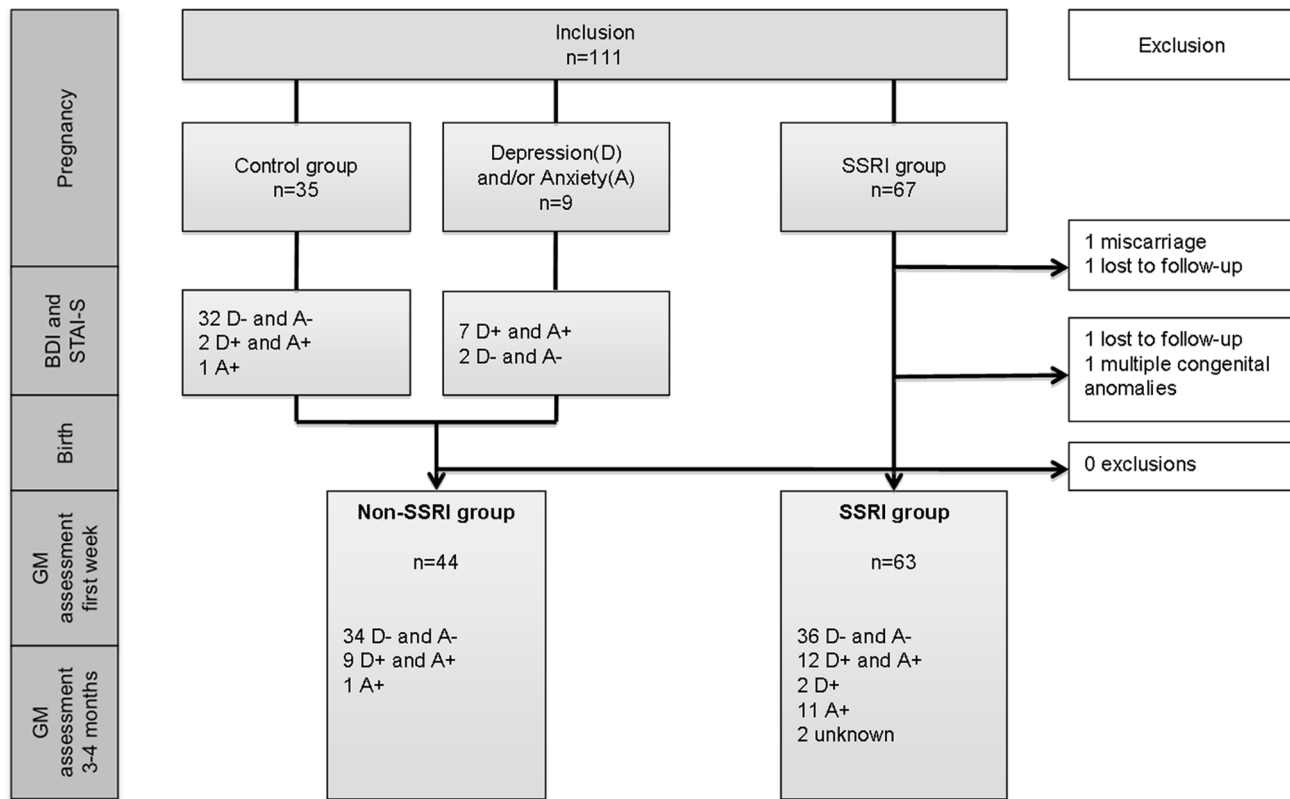 Inclusion
n=111
Exclusion
Pregnancy
Control group
n=35
Depression(D)
and/or Anxiety(A)
n=9
SSRI group
n=67
1 miscarriage
1 lost to follow-up
BDI and
STAI-S
32 D- and A-
2 D+ and A+
1 A+
7 D+ and A+
2 D- and A-
1 lost to follow-up
1 multiple congenital
anomalies
Birth
0 exclusions
GM
assessment
first week
Non-SSRI group
n=44
34 D- and A-
9 D+ and A+
1 A+
SSRI group
n=63
36 D- and A-
12 D+ and A+
2 D+
11 A+
2 unknown
GM
assessment
3-4 months